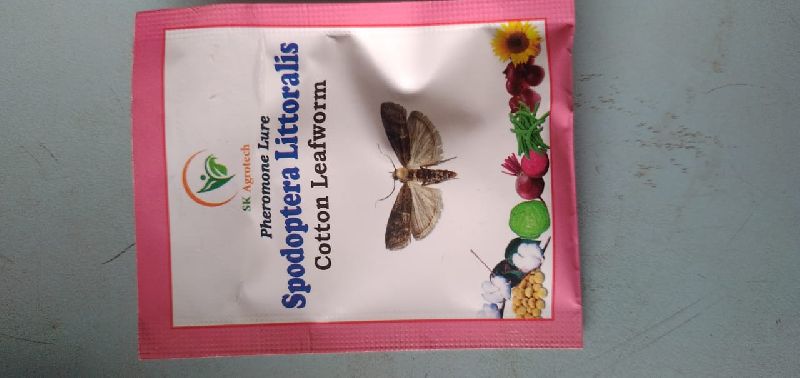 SK Agrotech
Pheromone Lure
Spodoptera Littoralis
Cotton Leafworm